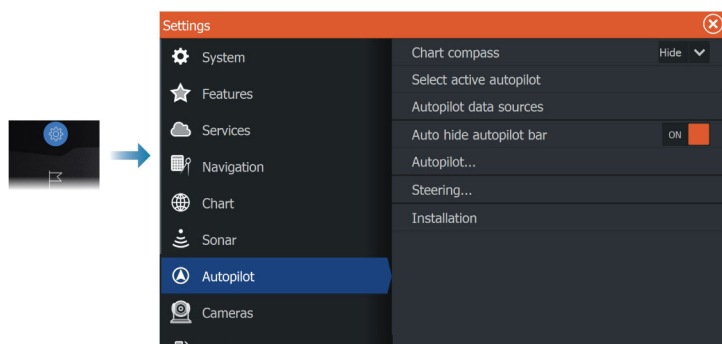 Settings
System
Features
Services
Navigation
Chart
Sonar
Autopilot
Cameras
Chart compass Hide
Select active autopilot
Autopilot data sources
Auto hide autopilot bar ON
Autopilot...
Steering...
Installation